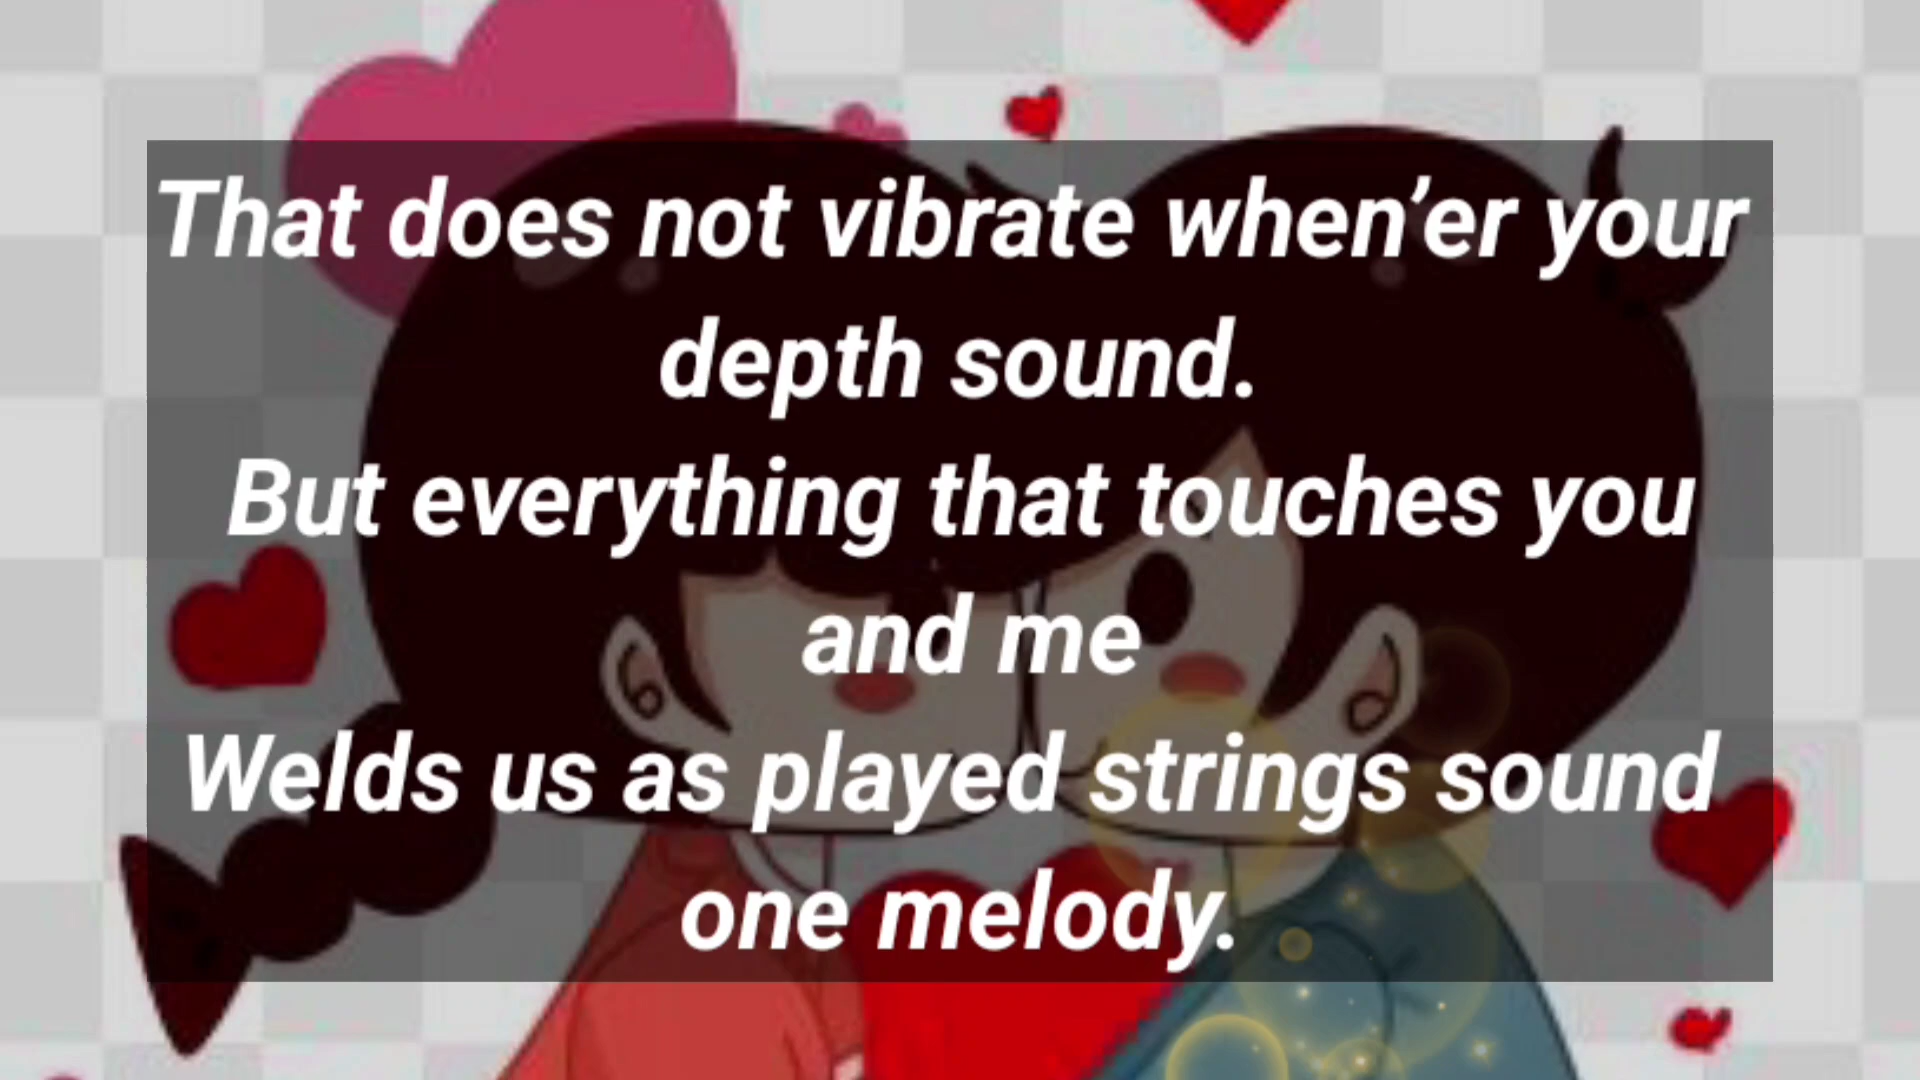 That does not vibrate when’er your
depth sound.
But everything that touches you
and me
Welds us as played strings sound
one melody.